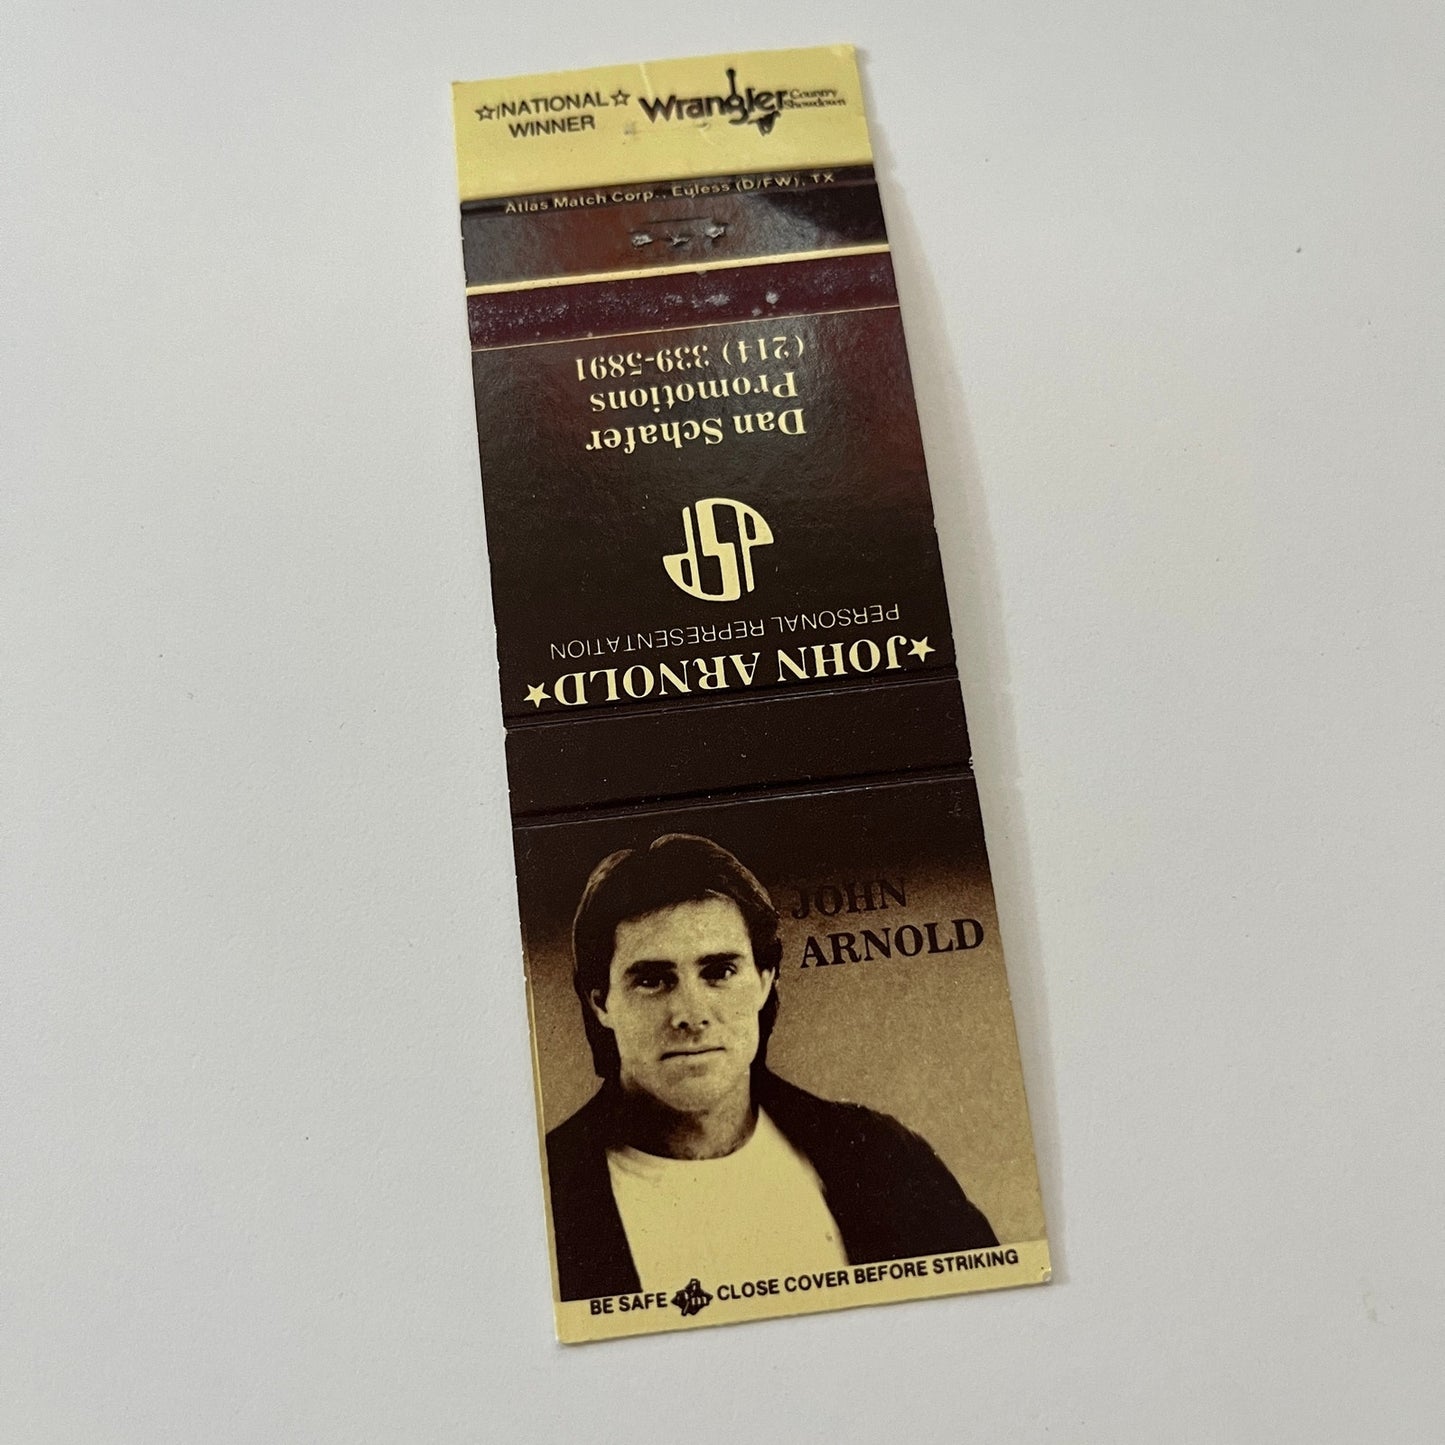 ☆NATIONAL☆
WINNER
Wrangler Country
Showdown
Atlas Match Corp., Euless (D/FW), TX
★JOHN ARNOLD★
PERSONAL REPRESENTATION
dSP
Dan Schafer
Promotions
(214) 339-5891
JOHN
ARNOLD
BE SAFE CLOSE COVER BEFORE STRIKING